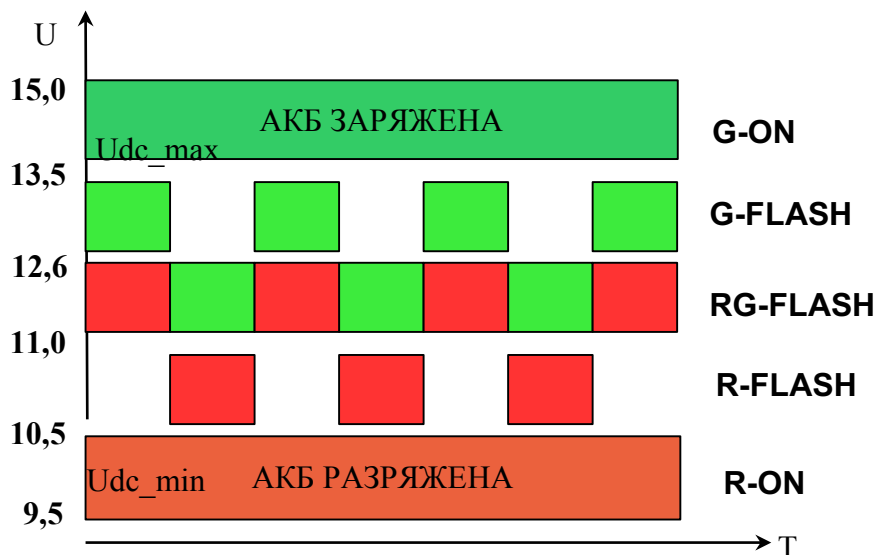 U
15,0
АКБ ЗАРЯЖЕНА
G-ON
Udc_max
13,5
G-FLASH
12,6
RG-FLASH
11,0
R-FLASH
10,5
Udc_min
АКБ РАЗРЯЖЕНА
R-ON
9,5
T